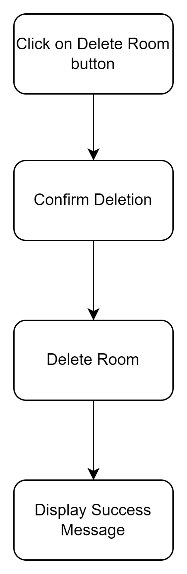 Click on Delete Room
button
Confirm Deletion
Delete Room
Display Success
Message